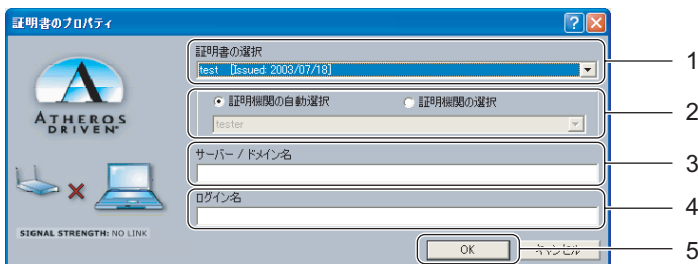 証明書のプロパティ
証明書の選択
test [Issued: 2003/07/18]
1
証明機関の自動選択
証明機関の選択
tester
2
ATHEROS
DRIVEN™
サーバー / ドメイン名
3
ログイン名
4
SIGNAL STRENGTH: NO LINK
OK
キャンセル
5